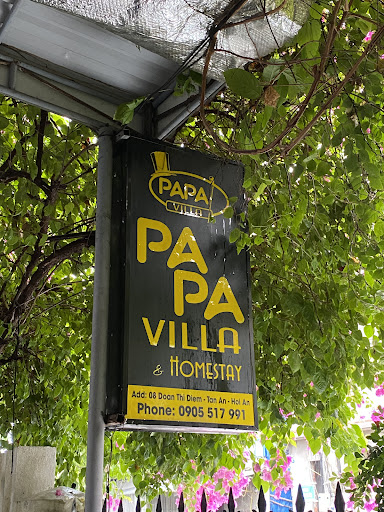 PAPA
VILLA
PA
PA
VILLA
& HOMESTAY
Add: 08 Doan Thi Diem - Tan An - Hoi An
Phone: 0905 517 991